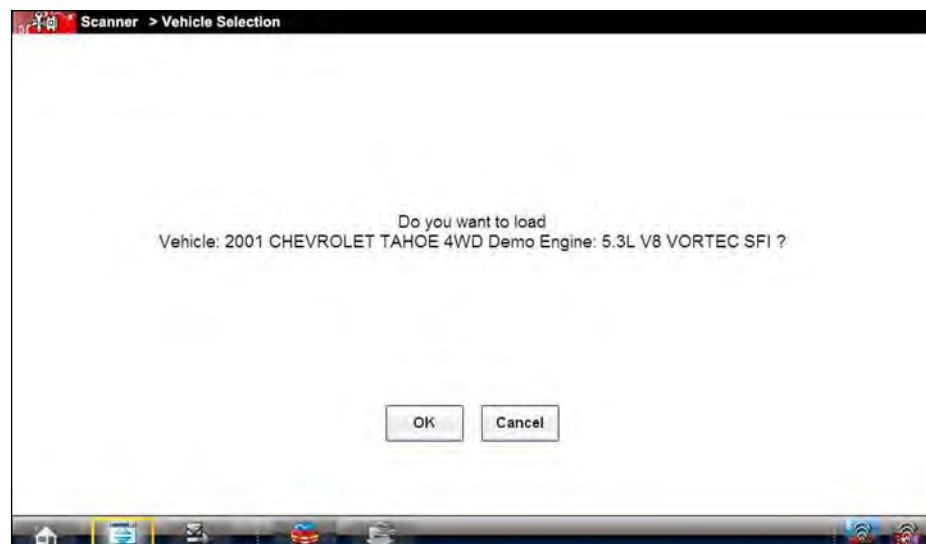 Scanner > Vehicle Selection
Do you want to load
Vehicle: 2001 CHEVROLET TAHOE 4WD Demo Engine: 5.3L V8 VORTEC SFI ?
OK
Cancel